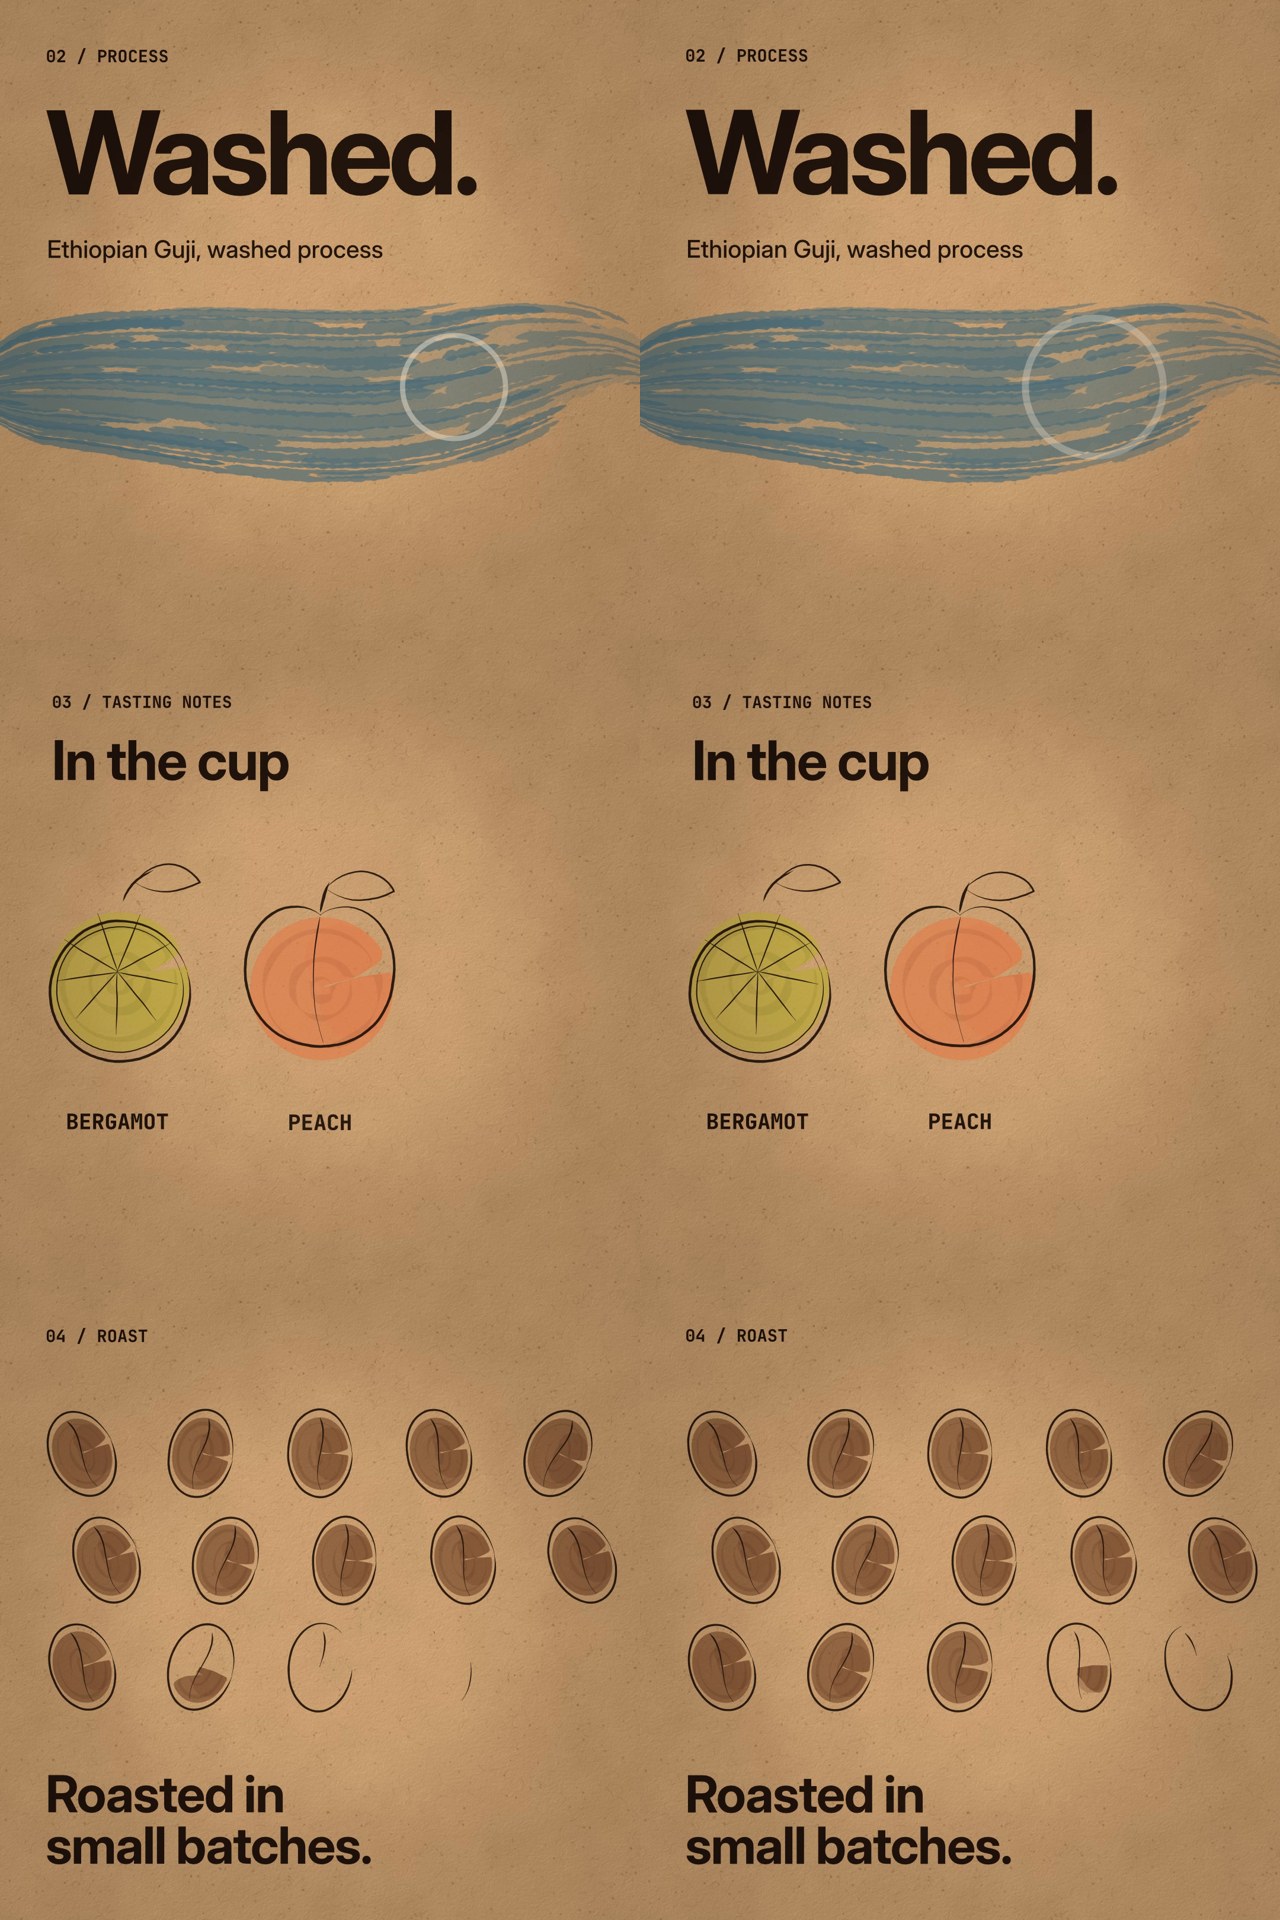 02 / PROCESS
Washed.
Ethiopian Guji, washed process
02 / PROCESS
Washed.
Ethiopian Guji, washed process
03 / TASTING NOTES
In the cup
BERGAMOT
PEACH
03 / TASTING NOTES
In the cup
BERGAMOT
PEACH
04 / ROAST
Roasted in
small batches.
04 / ROAST
Roasted in
small batches.